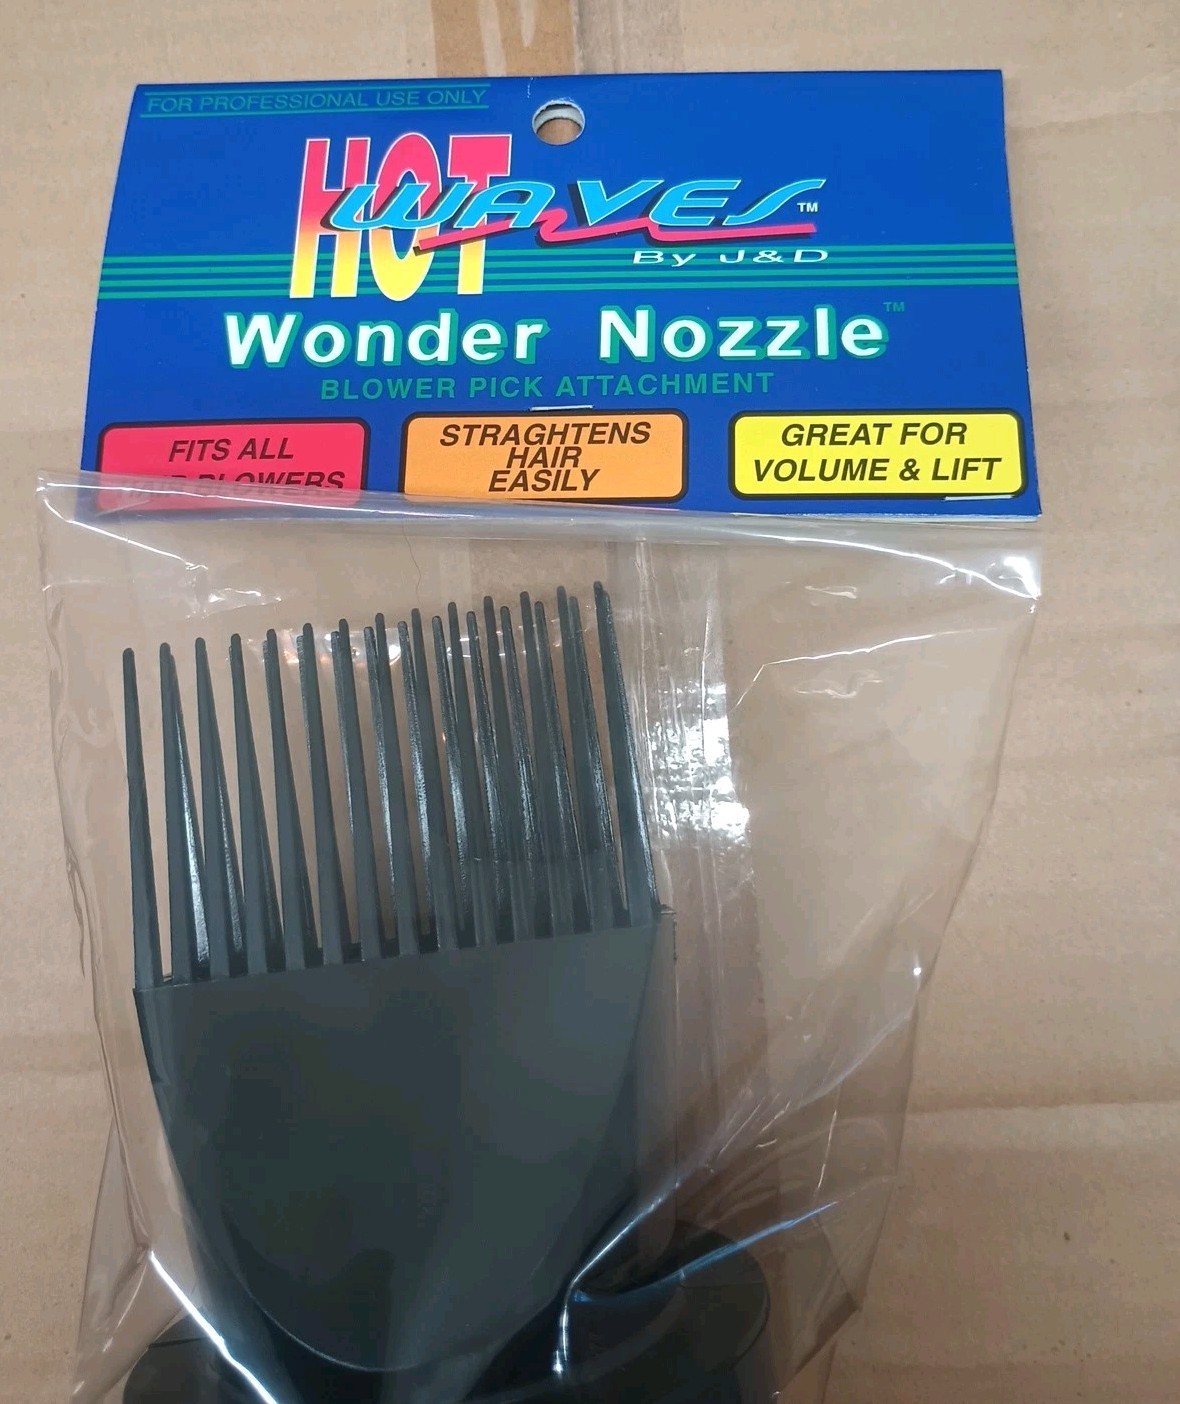 FOR PROFESSIONAL USE ONLY
HOT WAVES™
By J&D
Wonder Nozzle™
BLOWER PICK ATTACHMENT
FITS ALL
BLOWERS
STRAGHTENS
HAIR
EASILY
GREAT FOR
VOLUME & LIFT